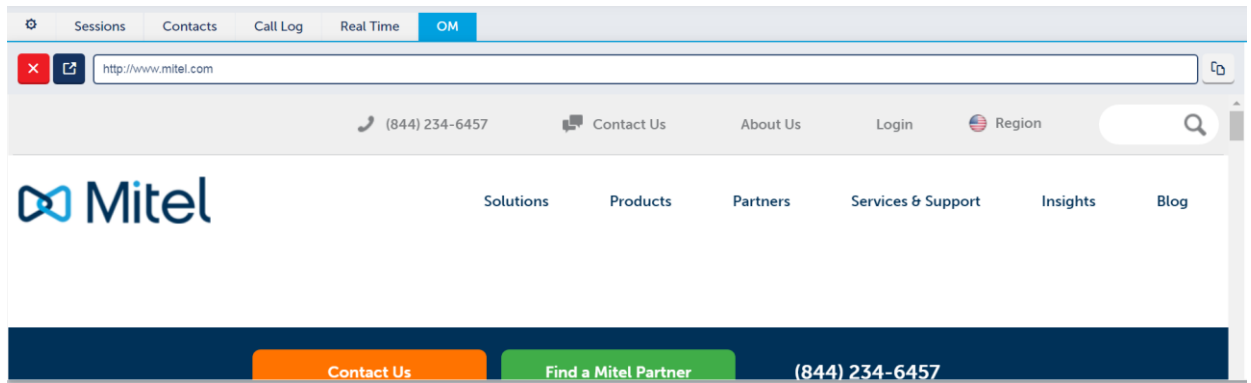 Sessions Contacts Call Log Real Time OM
http://www.mitel.com
(844) 234-6457 Contact Us About Us Login Region
Mitel Solutions Products Partners Services & Support Insights Blog
Contact Us Find a Mitel Partner (844) 234-6457